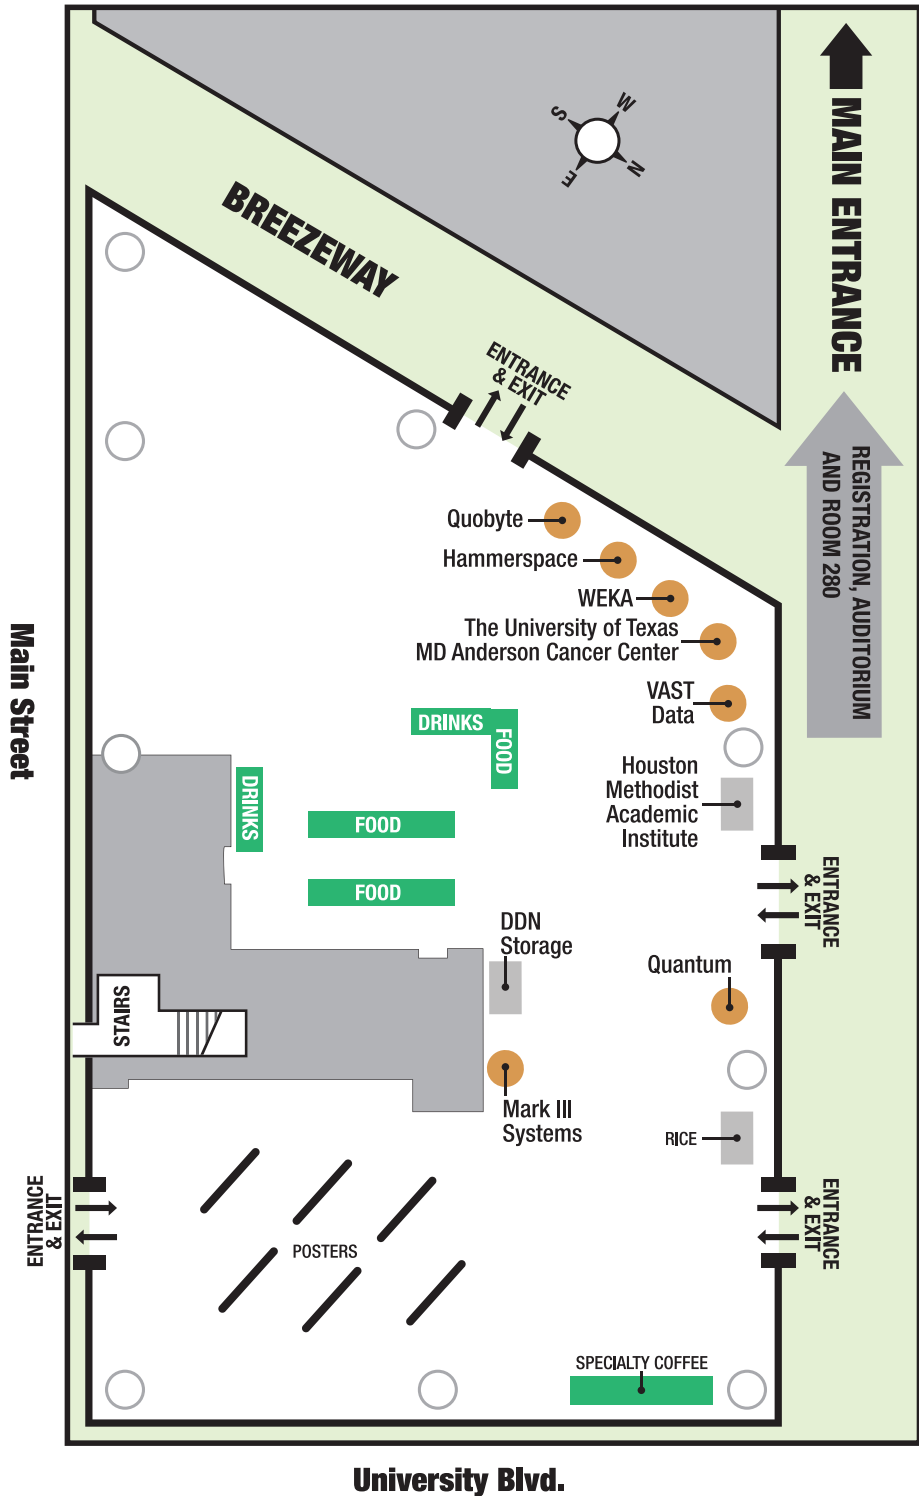 W
S
N
E
MAIN ENTRANCE
BREEZEWAY
ENTRANCE
& EXIT
REGISTRATION, AUDITORIUM
AND ROOM 280
Quobyte
Hammerspace
WEKA
The University of Texas
MD Anderson Cancer Center
Main Street
VAST
Data
DRINKS
FOOD
Houston
Methodist
Academic
Institute
DRINKS
FOOD
FOOD
ENTRANCE
& EXIT
DDN
Storage
Quantum
STAIRS
Mark III
Systems
RICE
ENTRANCE
& EXIT
ENTRANCE
& EXIT
POSTERS
SPECIALTY COFFEE
University Blvd.